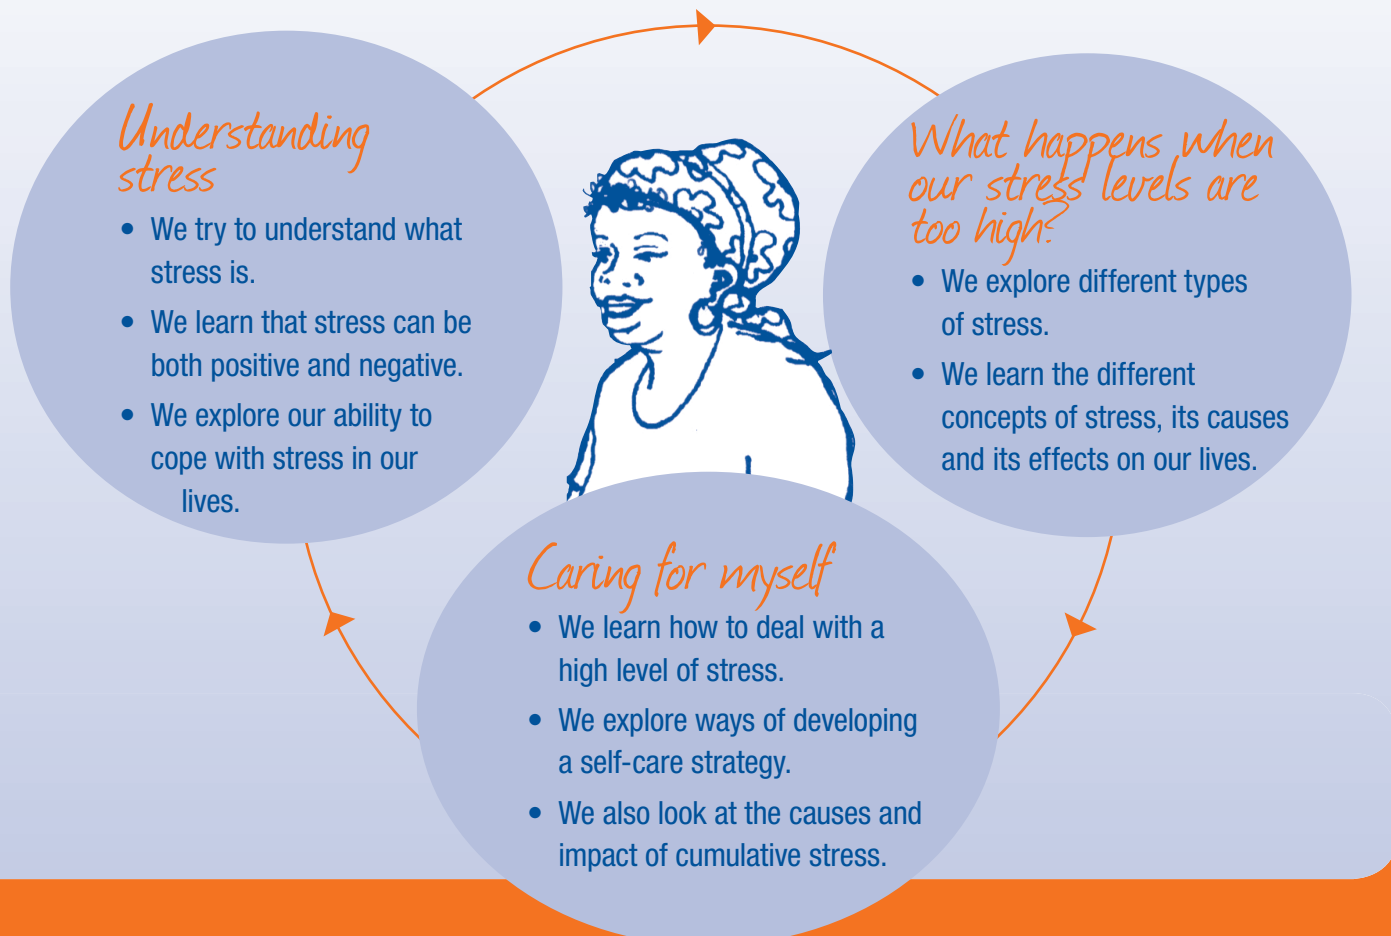 Understanding
stress
• We try to understand what
stress is.
• We learn that stress can be
both positive and negative.
• We explore our ability to
cope with stress in our
lives.
What happens when
our stress levels are
too high?
• We explore different types
of stress.
• We learn the different
concepts of stress, its causes
and its effects on our lives.
Caring for myself
• We learn how to deal with a
high level of stress.
• We explore ways of developing
a self-care strategy.
• We also look at the causes and
impact of cumulative stress.